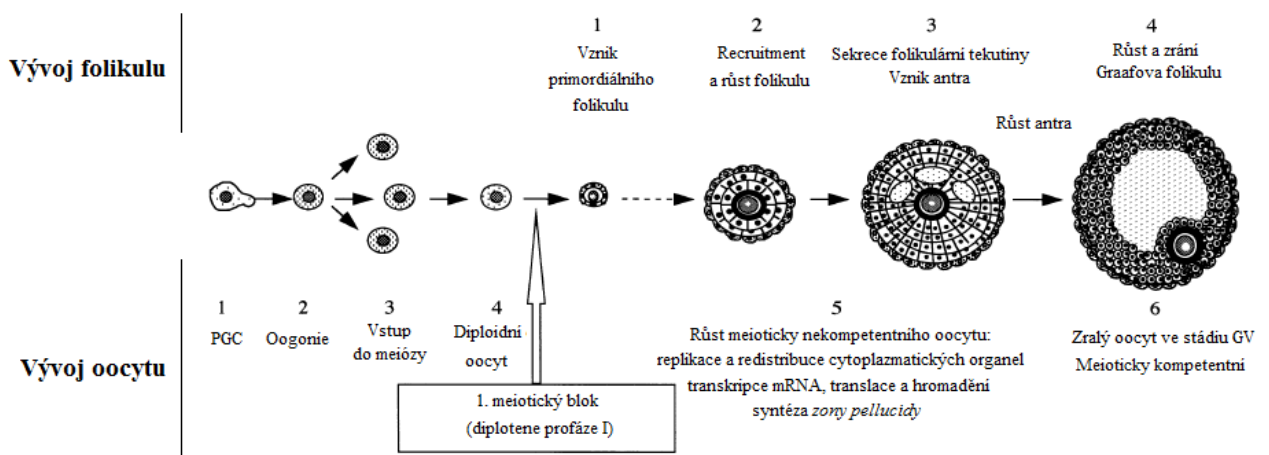 Vývoj folikulu
1
Vznik
primordiálního
folikulu
2
Recruitment
a růst folikulu
3
Sekrece folikulární tekutiny
Vznik antra
4
Růst a zrání
Graafova folikulu
Růst antra
Vývoj oocytu
1
PGC
2
Oogonie
3
Vstup
do meiózy
4
Diploidní
oocyt
1. meiotický blok
(diplotene profáze I)
5
Růst meioticky nekompetentního oocytu:
replikace a redistribuce cytoplazmatických organel
transkripce mRNA, translace a hromadění
syntéza zony pellucidy
6
Zralý oocyt ve stádiu GV
Meioticky kompetentní